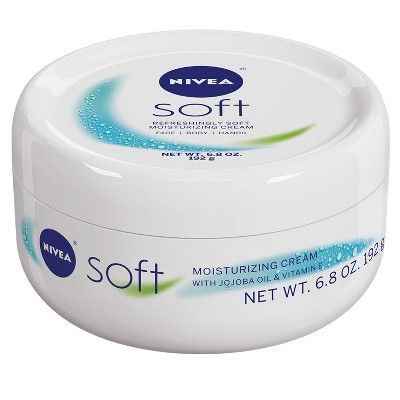 NIVEA
®
soft
REFRESHINGLY SOFT
MOISTURIZING CREAM
FACE | BODY | HANDS
NET WT. 6.8 OZ.
192 g
NIVEA
soft
MOISTURIZING CREAM
WITH JOJOBA OIL & VITAMIN E
NET WT. 6.8 OZ. 192 g